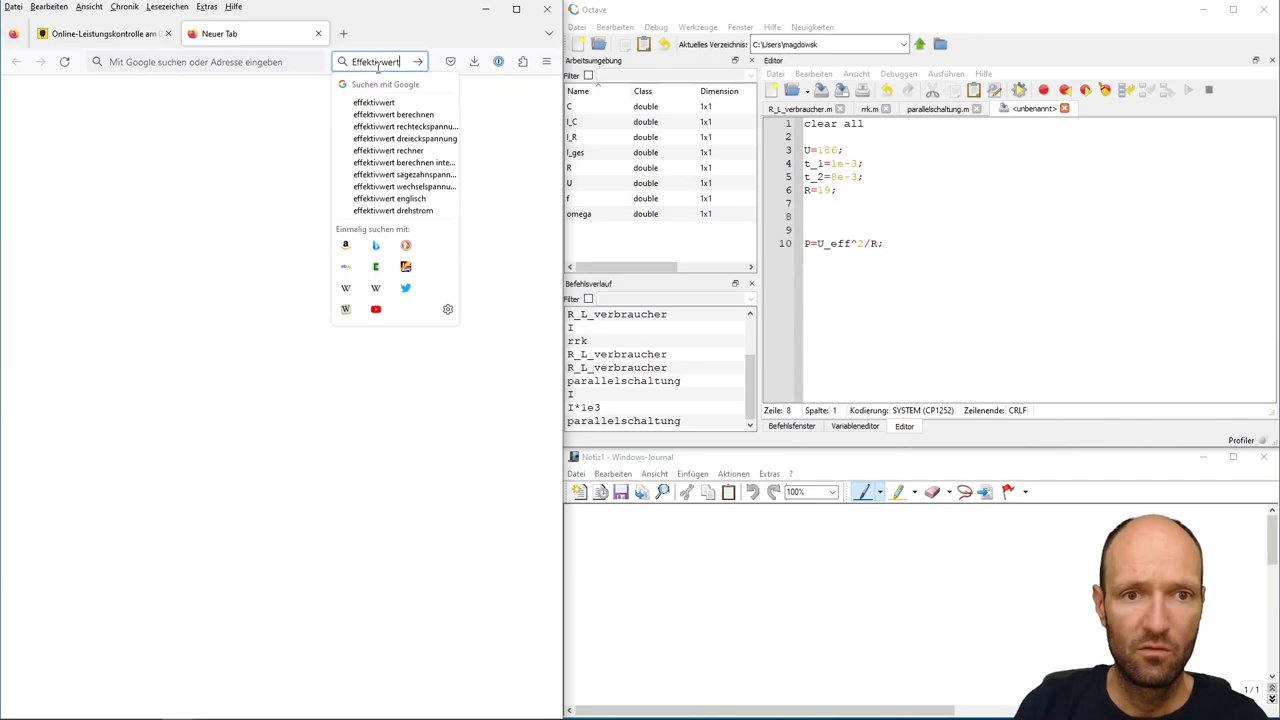 Datei Bearbeiten Ansicht Chronik Lesezeichen Extras Hilfe
Online-Leistungskontrolle am
Neuer Tab
Mit Google suchen oder Adresse eingeben
Effektivwert
Suchen mit Google
effektivwert
effektivwert berechnen
effektivwert rechteckspannu...
effektivwert dreieckspannung
effektivwert rechner
effektivwert berechnen inte...
effektivwert sägezahnspann...
effektivwert wechselspannu...
effektivwert englisch
effektivwert drehstrom
Einmalig suchen mit:
Octave
Datei Bearbeiten Debug Werkzeuge Fenster Hilfe Neuigkeiten
Aktuelles Verzeichnis: C:\Users\magdowsk
Arbeitsumgebung
Filter
Name Class Dimension
C double 1x1
I_C double 1x1
I_R double 1x1
I_ges double 1x1
R double 1x1
U double 1x1
f double 1x1
omega double 1x1
Befehlsverlauf
Filter
R_L_verbraucher
I
rrk
R_L_verbraucher
R_L_verbraucher
parallelschaltung
I
I*1e3
parallelschaltung
Editor
Datei Bearbeiten Ansicht Debuggen Ausführen Hilfe
R_L_verbraucher.m rrk.m parallelschaltung.m <unbenannt>
1 clear all
2
3 U=186;
4 t_1=1e-3;
5 t_2=8e-3;
6 R=19;
7
8
9
10 P=U_eff^2/R;
Zeile: 8 Spalte: 1 Kodierung: SYSTEM (CP1252) Zeilenende: CRLF
Befehlsfenster Variableneditor Editor
Profiler
Notiz1 - Windows-Journal
Datei Bearbeiten Ansicht Einfügen Aktionen Extras ?
100%
1 / 1